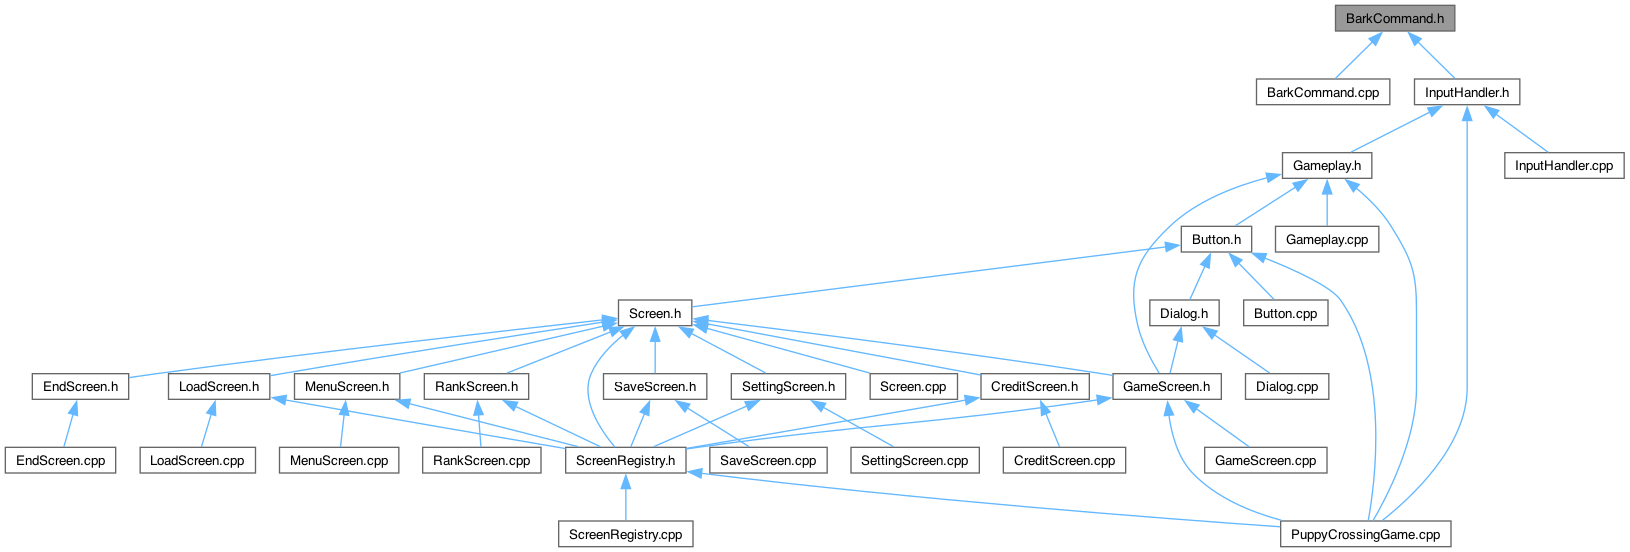 BarkCommand.h
BarkCommand.cpp
InputHandler.h
Gameplay.h
InputHandler.cpp
Button.h
Gameplay.cpp
Screen.h
Dialog.h
Button.cpp
EndScreen.h
LoadScreen.h
MenuScreen.h
RankScreen.h
SaveScreen.h
SettingScreen.h
Screen.cpp
CreditScreen.h
GameScreen.h
Dialog.cpp
EndScreen.cpp
LoadScreen.cpp
MenuScreen.cpp
RankScreen.cpp
ScreenRegistry.h
SaveScreen.cpp
SettingScreen.cpp
CreditScreen.cpp
GameScreen.cpp
ScreenRegistry.cpp
PuppyCrossingGame.cpp